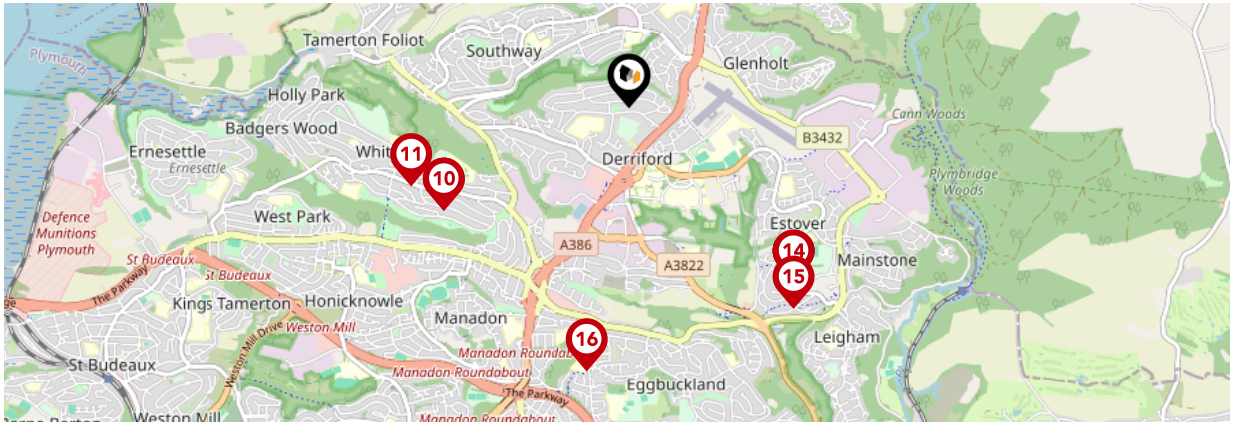 Tamerton Foliot
Southway
Glenholt
Plymouth
Holly Park
Cann Woods
Badgers Wood
B3432
Ernesettle
Ernesettle
Whit
11
Derriford
10
Plymbridge
Woods
Defence
Munitions
Plymouth
West Park
Estover
A386
14
St Budeaux
Mainstone
A3822
St Budeaux
15
The Parkway
Kings Tamerton
Honicknowle
Manadon
Weston Mill
Leigham
16
Weston Mill Drive
Manadon Roundab
St Budeaux
Manadon Roundabout
Eggbuckland
The Parkway
Weston Mill
Manadon Roundabout